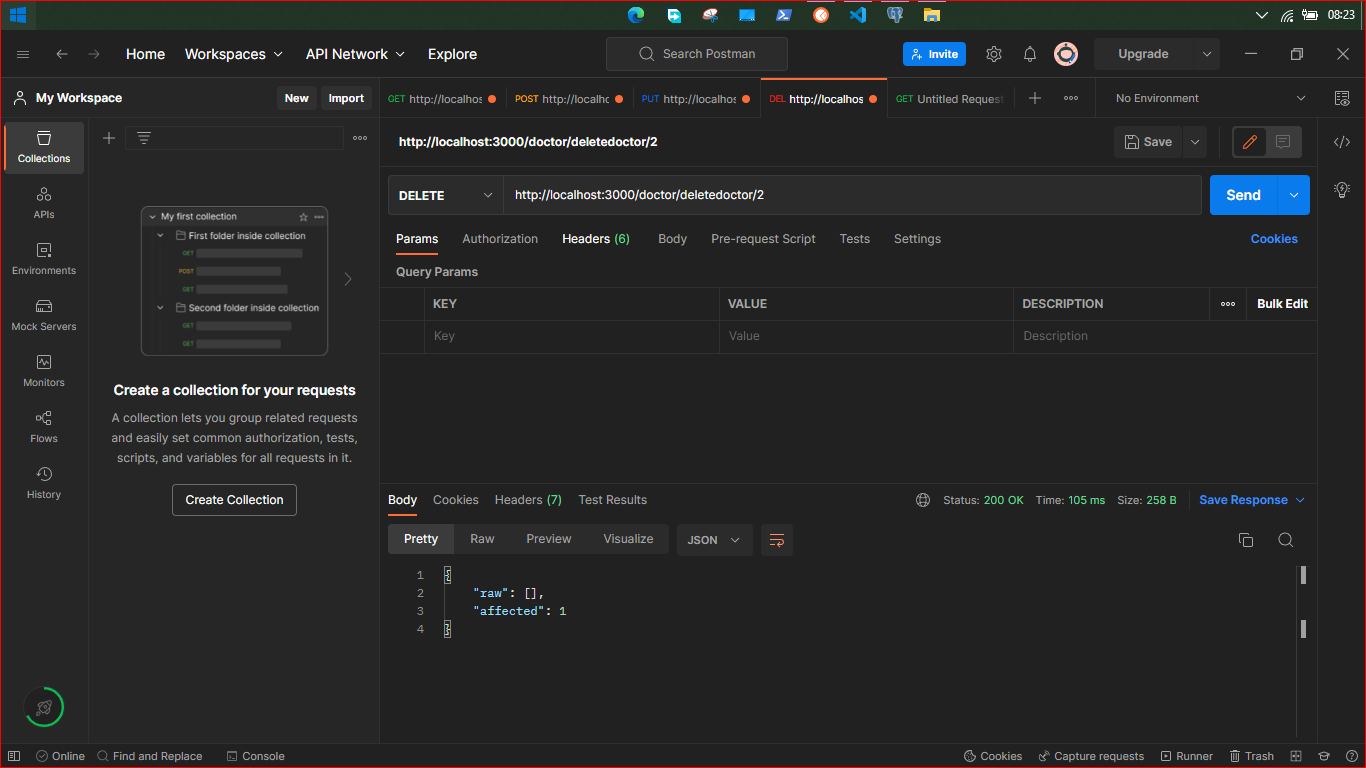 08:23
Home Workspaces API Network Explore Search Postman Invite Upgrade
My Workspace New Import
GET http://localhos POST http://localhc PUT http://localhos DEL http://localhos GET Untitled Request No Environment
Collections
APIs
Environments
Mock Servers
Monitors
Flows
History
My first collection
First folder inside collection
GET
POST
GET
Second folder inside collection
GET
GET
Create a collection for your requests
A collection lets you group related requests
and easily set common authorization, tests,
scripts, and variables for all requests in it.
Create Collection
http://localhost:3000/doctor/deletedoctor/2 Save
DELETE http://localhost:3000/doctor/deletedoctor/2 Send
Params Authorization Headers (6) Body Pre-request Script Tests Settings Cookies
Query Params
KEY VALUE DESCRIPTION Bulk Edit
Key Value Description
Body Cookies Headers (7) Test Results Status: 200 OK Time: 105 ms Size: 258 B Save Response
Pretty Raw Preview Visualize JSON
1 {
2 "raw": [],
3 "affected": 1
4 }
Online Find and Replace Console Cookies Capture requests Runner Trash